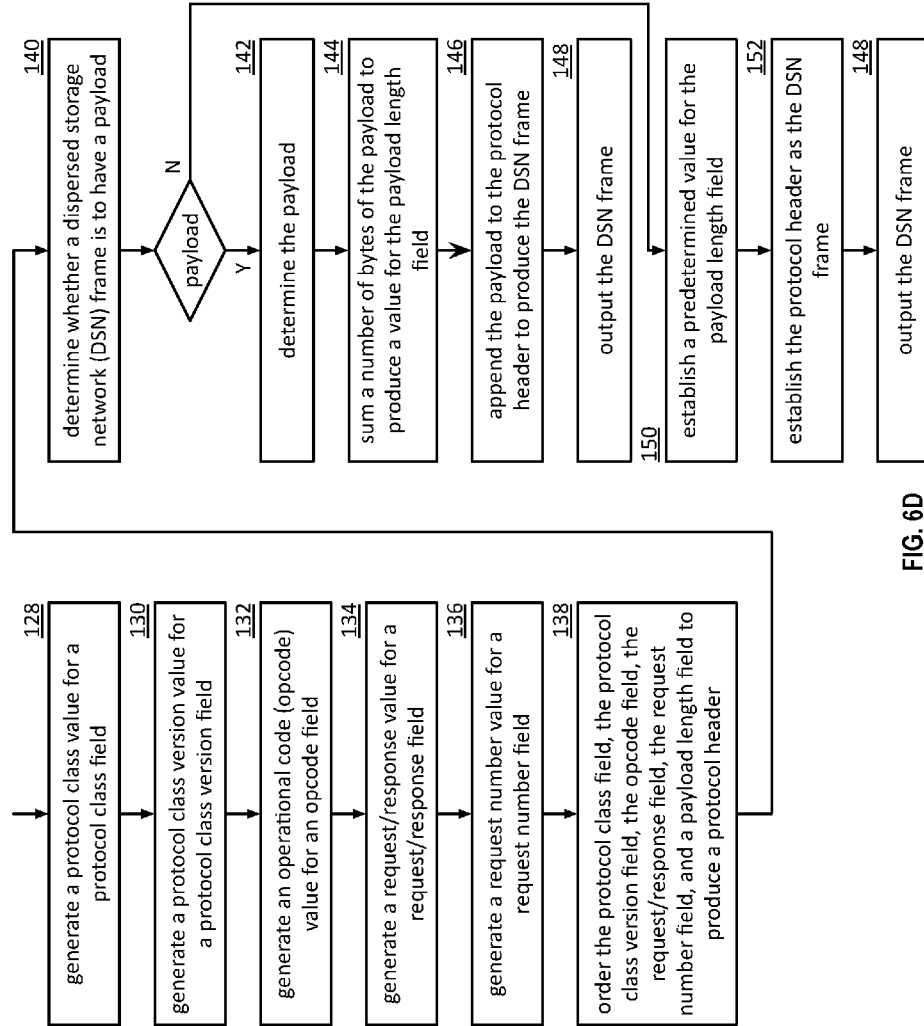 128
generate a protocol class value for a
protocol class field
130
generate a protocol class version value for
a protocol class version field
132
generate an operational code (opcode)
value for an opcode field
134
generate a request/response value for a
request/response field
136
generate a request number value for a
request number field
138
order the protocol class field, the protocol
class version field, the opcode field, the
request/response field, the request
number field, and a payload length field to
produce a protocol header
140
determine whether a dispersed storage
network (DSN) frame is to have a payload
payload
N
Y
142
determine the payload
144
sum a number of bytes of the payload to
produce a value for the payload length
field
146
append the payload to the protocol
header to produce the DSN frame
148
output the DSN frame
150
establish a predetermined value for the
payload length field
152
establish the protocol header as the DSN
frame
148
output the DSN frame
FIG. 6D